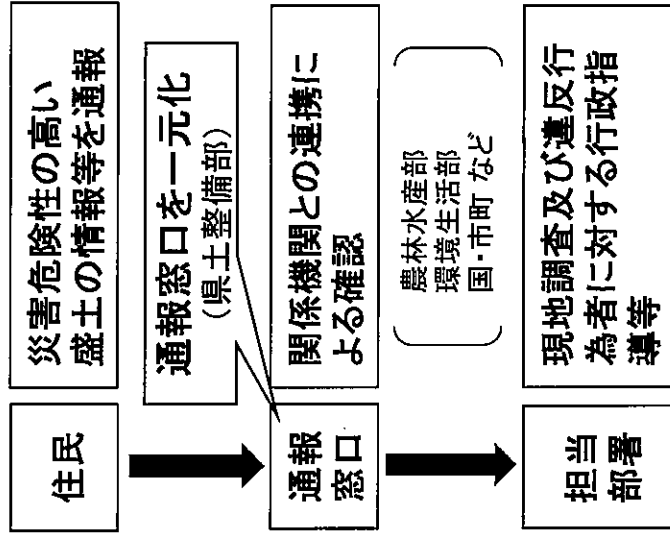 住民
災害危険性の高い
盛土の情報等を通報
通報窓口を一元化
（県土整備部）
通報
窓口
関係機関との連携に
よる確認
農林水産部
環境生活部
国・市町など
担当
部署
現地調査及び違反行
為者に対する行政指
導等